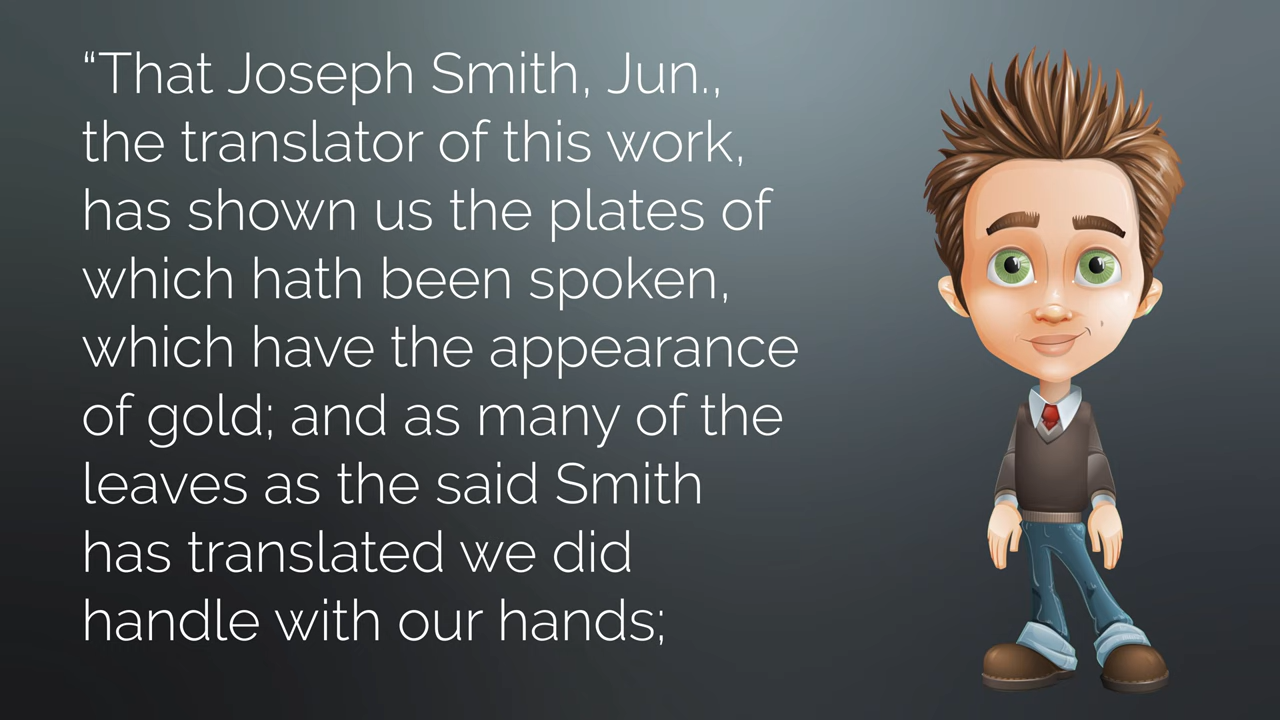 “That Joseph Smith, Jun.,
the translator of this work,
has shown us the plates of
which hath been spoken,
which have the appearance
of gold; and as many of the
leaves as the said Smith
has translated we did
handle with our hands;